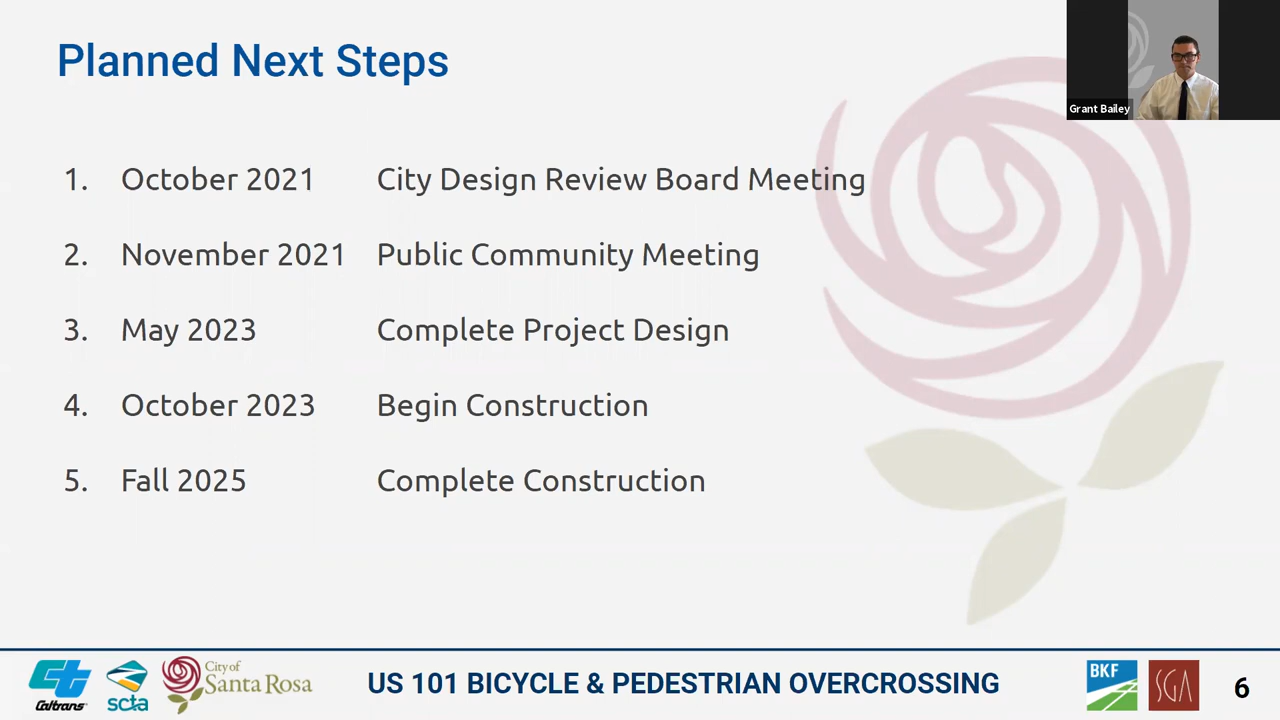 Planned Next Steps
Grant Bailey
1. October 2021 City Design Review Board Meeting
2. November 2021 Public Community Meeting
3. May 2023 Complete Project Design
4. October 2023 Begin Construction
5. Fall 2025 Complete Construction
Caltrans
scta
City of
Santa Rosa
US 101 BICYCLE & PEDESTRIAN OVERCROSSING
BKF
SGA
6